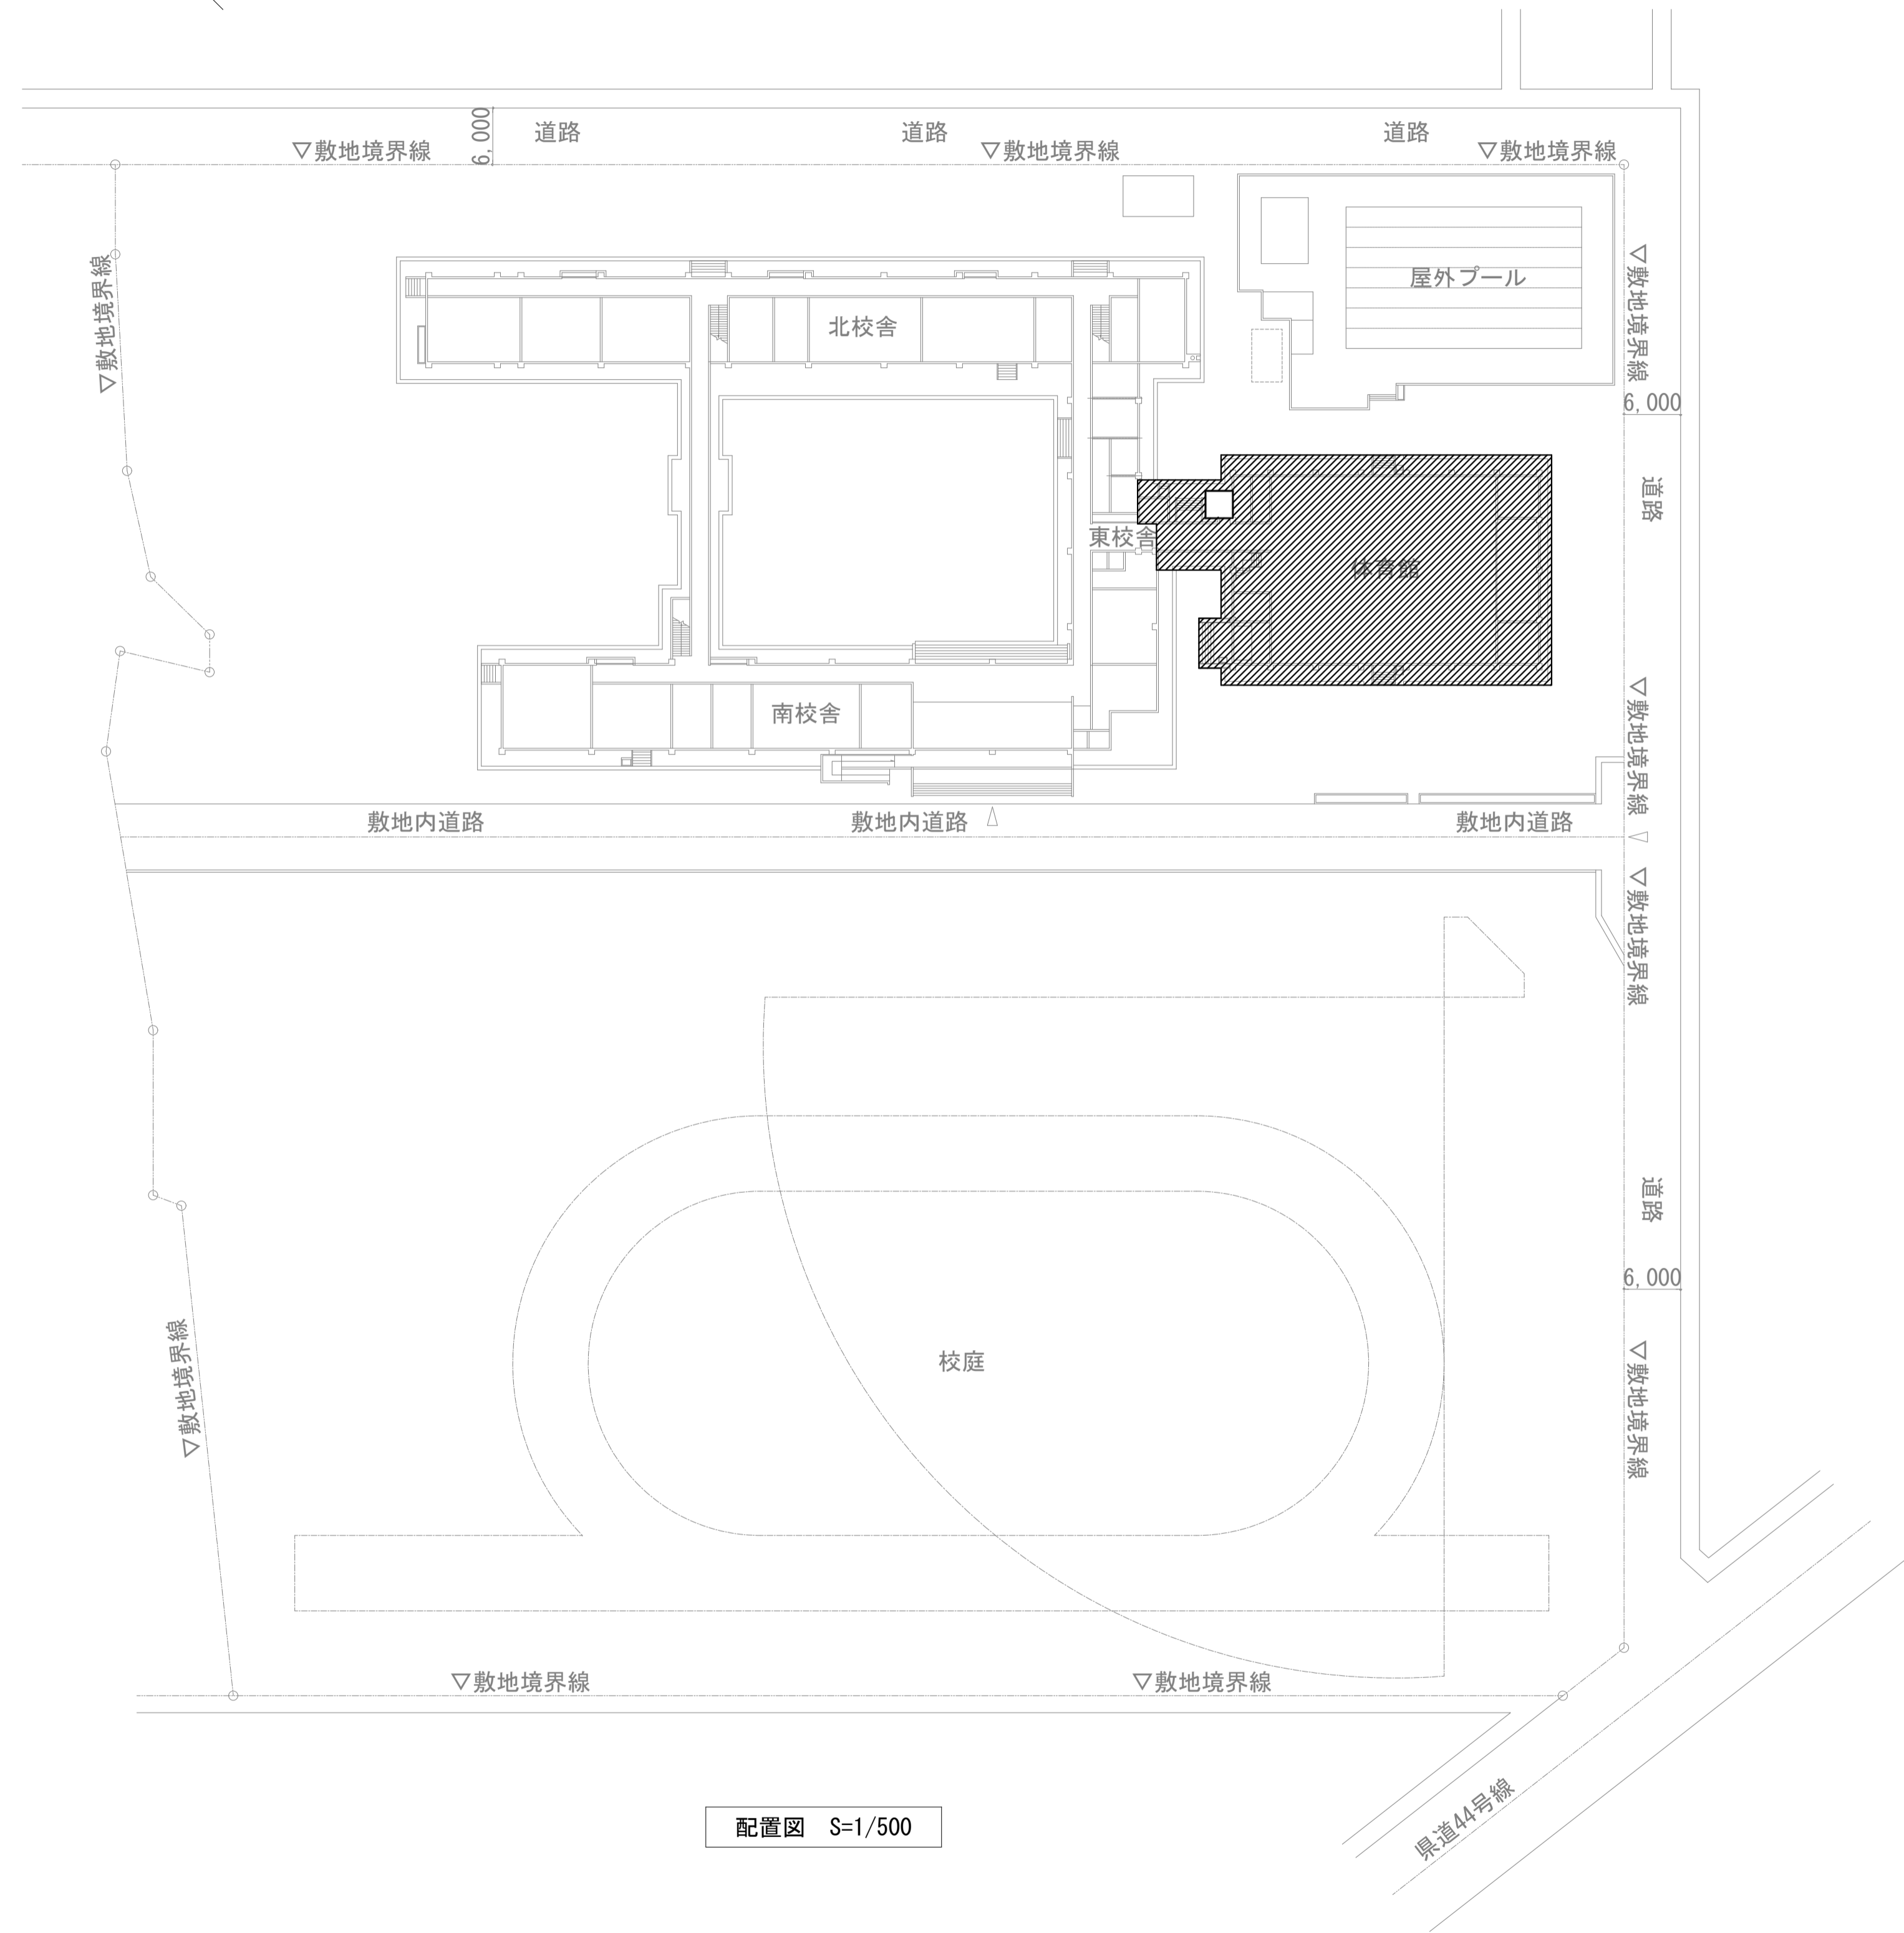 6,000
道路
道路
道路
▽敷地境界線
▽敷地境界線
▽敷地境界線
▽敷地境界線
▽敷地境界線
屋外プール
北校舎
6,000
道路
東校舎
体育館
南校舎
▽敷地境界線
敷地内道路
敷地内道路
敷地内道路
▽敷地境界線
道路
6,000
校庭
▽敷地境界線
▽敷地境界線
▽敷地境界線
▽敷地境界線
県道44号線
配置図　S=1/500